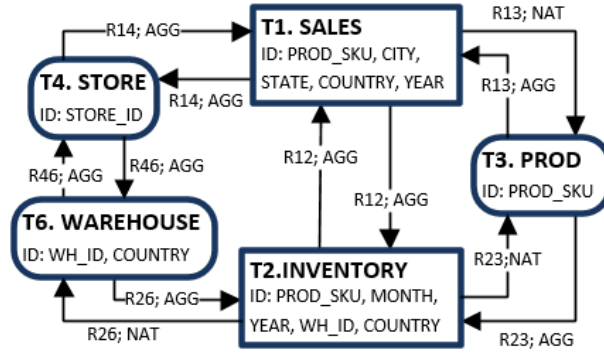 R14; AGG
T1. SALES
ID: PROD_SKU, CITY,
STATE, COUNTRY, YEAR
R13; NAT
T4. STORE
ID: STORE_ID
R14; AGG
R13; AGG
R46; AGG
R46; AGG
R12; AGG
R12; AGG
T3. PROD
ID: PROD_SKU
T6. WAREHOUSE
ID: WH_ID, COUNTRY
R26; AGG
T2.INVENTORY
ID: PROD_SKU, MONTH,
YEAR, WH_ID, COUNTRY
R23;NAT
R26; NAT
R23; AGG